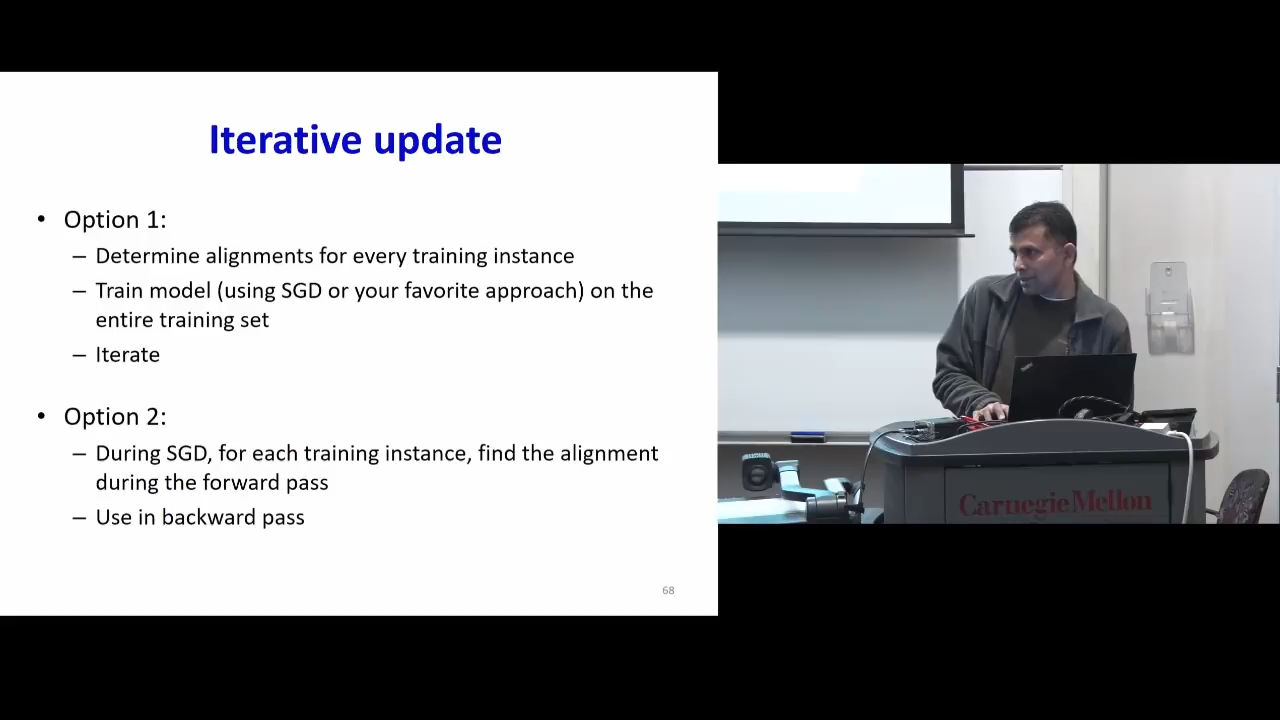 Iterative update
• Option 1:
– Determine alignments for every training instance
– Train model (using SGD or your favorite approach) on the
entire training set
– Iterate
• Option 2:
– During SGD, for each training instance, find the alignment
during the forward pass
– Use in backward pass
68
Carnegie Mellon